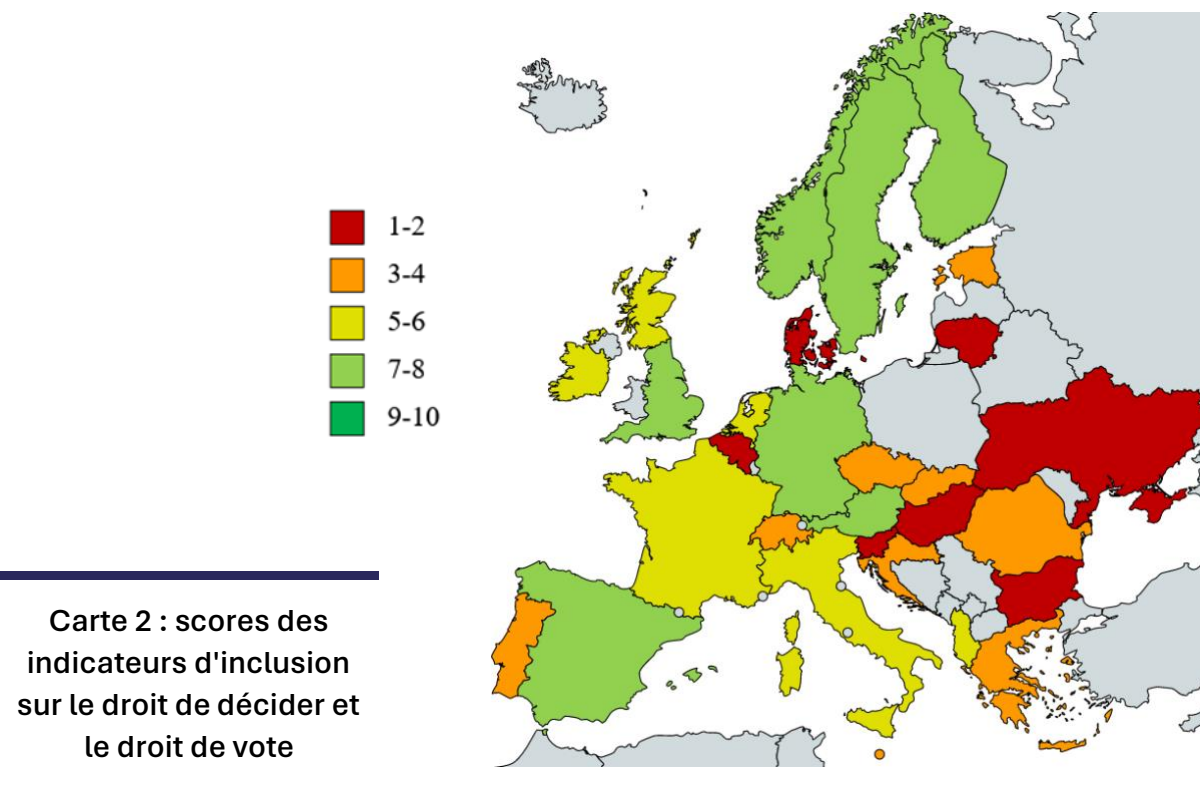 1-2
3-4
5-6
7-8
9-10
Carte 2 : scores des
indicateurs d'inclusion
sur le droit de décider et
le droit de vote